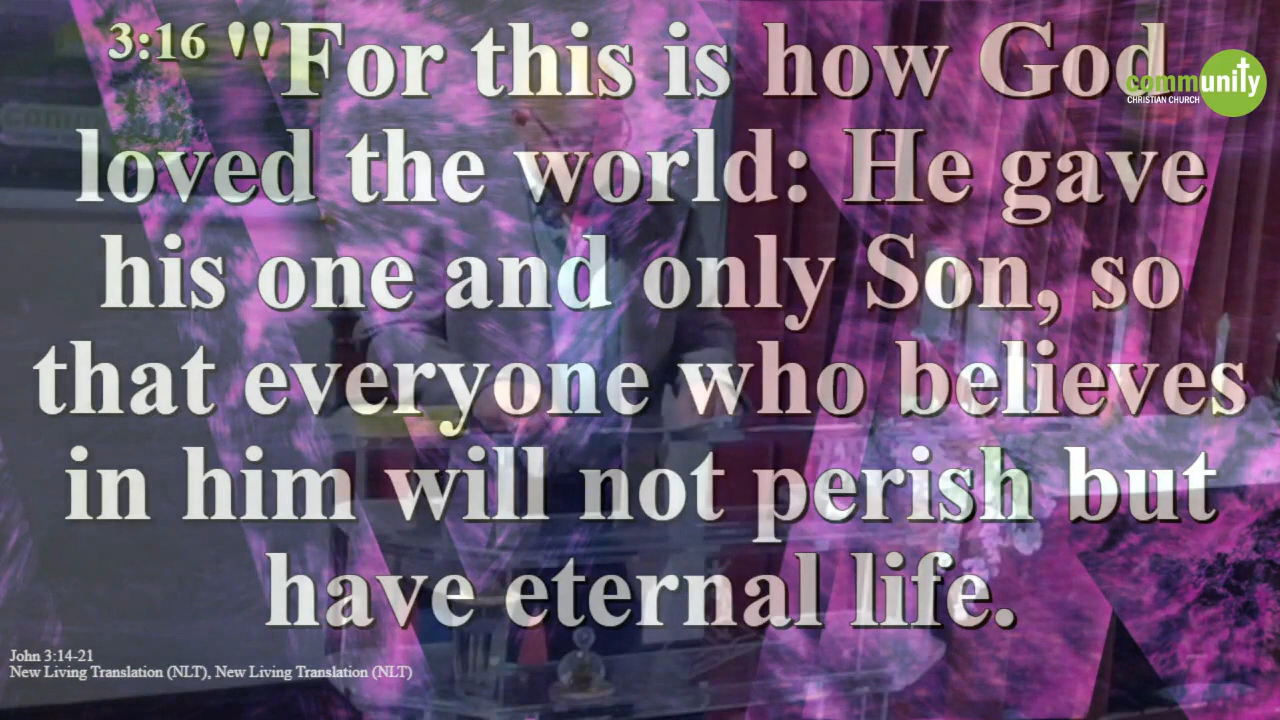 3:16 "For this is how God
community
CHRISTIAN CHURCH
loved the world: He gave
his one and only Son, so
that everyone who believes
in him will not perish but
have eternal life.
John 3:14-21
New Living Translation (NLT), New Living Translation (NLT)